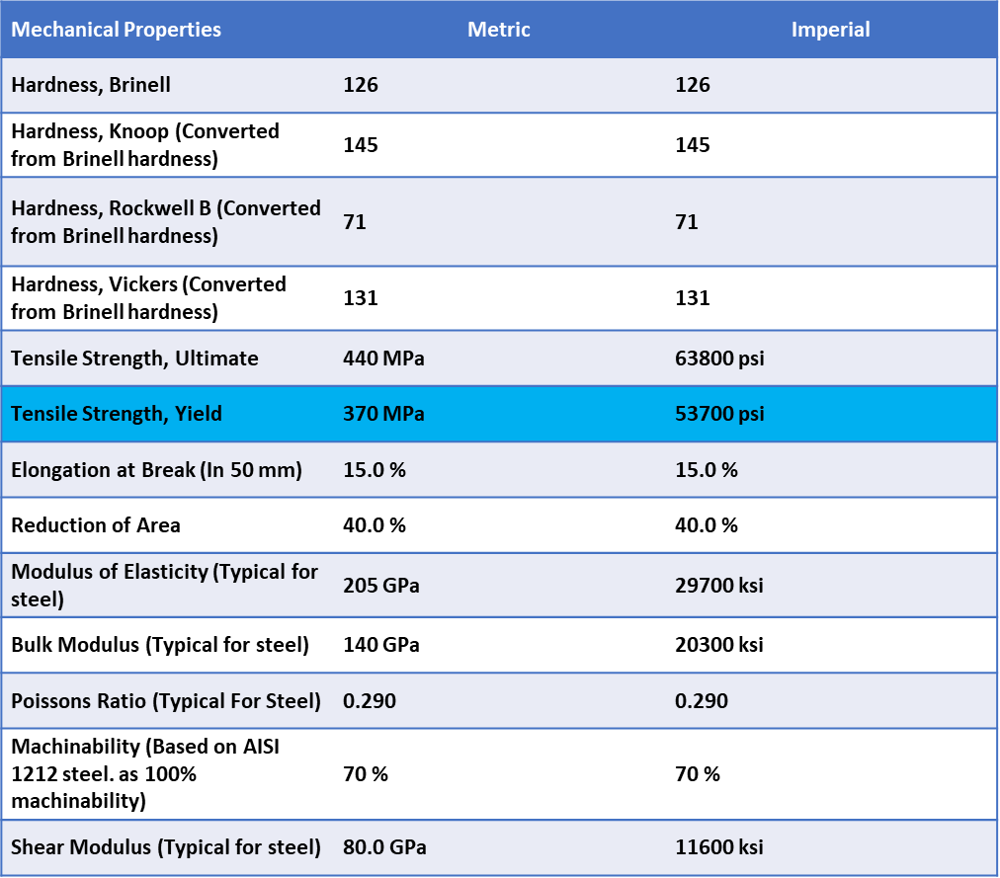 Mechanical Properties Metric Imperial
Hardness, Brinell 126 126
Hardness, Knoop (Converted
from Brinell hardness) 145 145
Hardness, Rockwell B (Converted
from Brinell hardness) 71 71
Hardness, Vickers (Converted
from Brinell hardness) 131 131
Tensile Strength, Ultimate 440 MPa 63800 psi
Tensile Strength, Yield 370 MPa 53700 psi
Elongation at Break (In 50 mm) 15.0 % 15.0 %
Reduction of Area 40.0 % 40.0 %
Modulus of Elasticity (Typical for
steel) 205 GPa 29700 ksi
Bulk Modulus (Typical for steel) 140 GPa 20300 ksi
Poissons Ratio (Typical For Steel) 0.290 0.290
Machinability (Based on AISI
1212 steel. as 100% 70 % 70 %
machinability)
Shear Modulus (Typical for steel) 80.0 GPa 11600 ksi